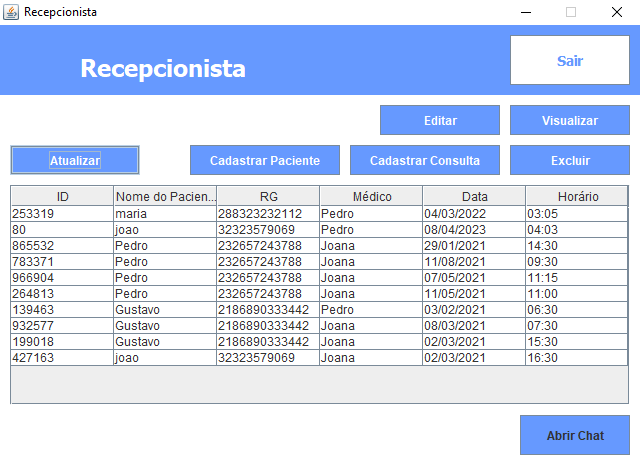 Recepcionista
Recepcionista
Sair
Editar Visualizar
Atualizar Cadastrar Paciente Cadastrar Consulta Excluir
ID Nome do Pacien... RG Médico Data Horário
253319 maria 288323232112 Pedro 04/03/2022 03:05
80 joao 32323579069 Pedro 08/04/2023 04:03
865532 Pedro 232657243788 Joana 29/01/2021 14:30
783371 Pedro 232657243788 Joana 11/08/2021 09:30
966904 Pedro 232657243788 Joana 07/05/2021 11:15
264813 Pedro 232657243788 Joana 11/05/2021 11:00
139463 Gustavo 2186890333442 Pedro 03/02/2021 06:30
932577 Gustavo 2186890333442 Joana 08/03/2021 07:30
199018 Gustavo 2186890333442 Joana 02/03/2021 15:30
427163 joao 32323579069 Joana 02/03/2021 16:30
Abrir Chat